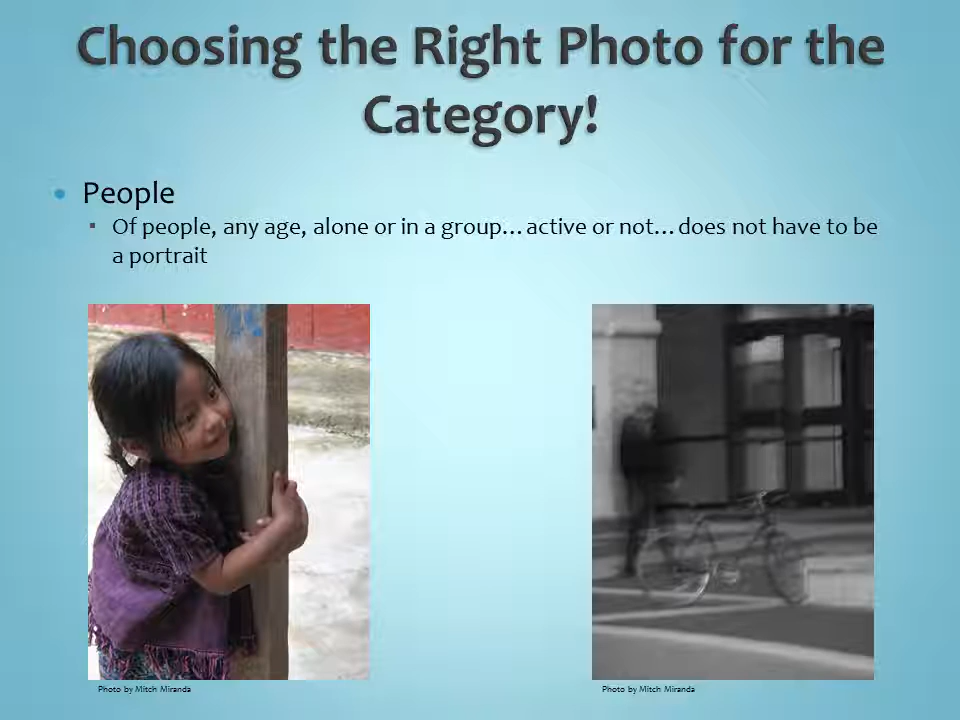 Choosing the Right Photo for the
Category!
People
Of people, any age, alone or in a group…active or not…does not have to be
a portrait
Photo by Mitch Miranda
Photo by Mitch Miranda